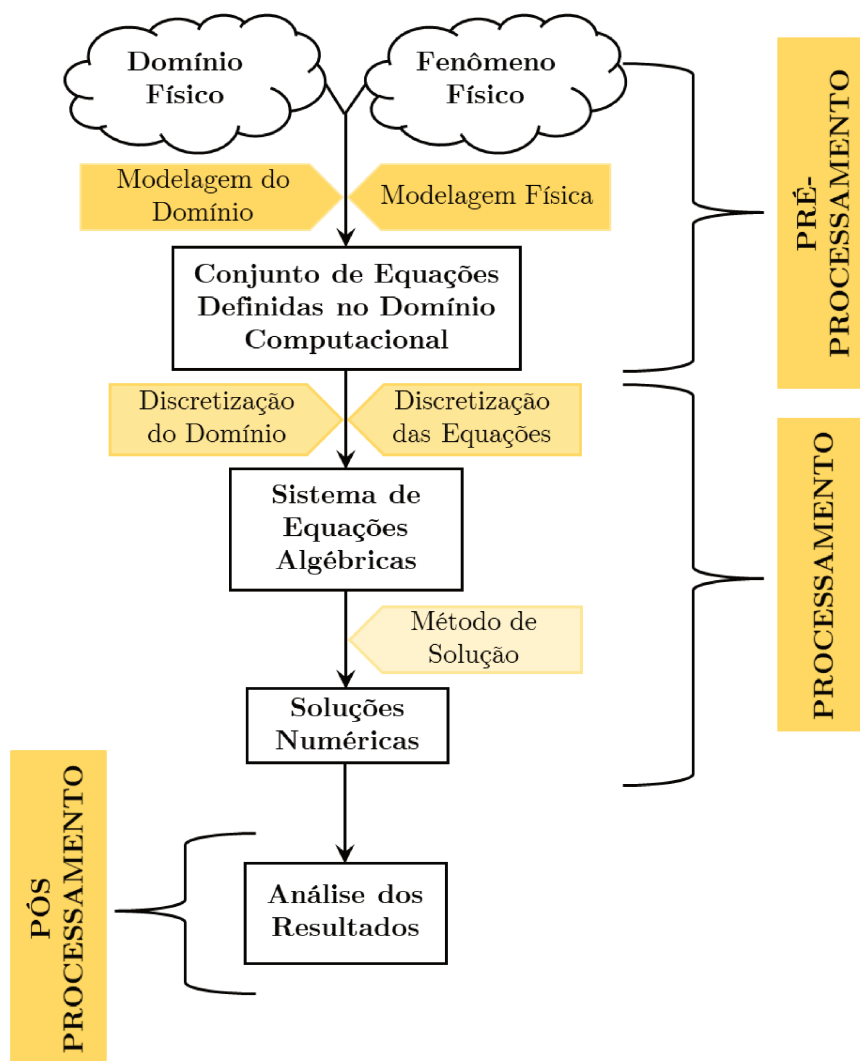 Domínio
Físico
Fenômeno
Físico
Modelagem do
Domínio
Modelagem Física
Conjunto de Equações
Definidas no Domínio
Computacional
PRÉ-
PROCESSAMENTO
Discretização
do Domínio
Discretização
das Equações
Sistema de
Equações
Algébricas
Método de
Solução
Soluções
Numéricas
PROCESSAMENTO
Análise dos
Resultados
PÓS
PROCESSAMENTO